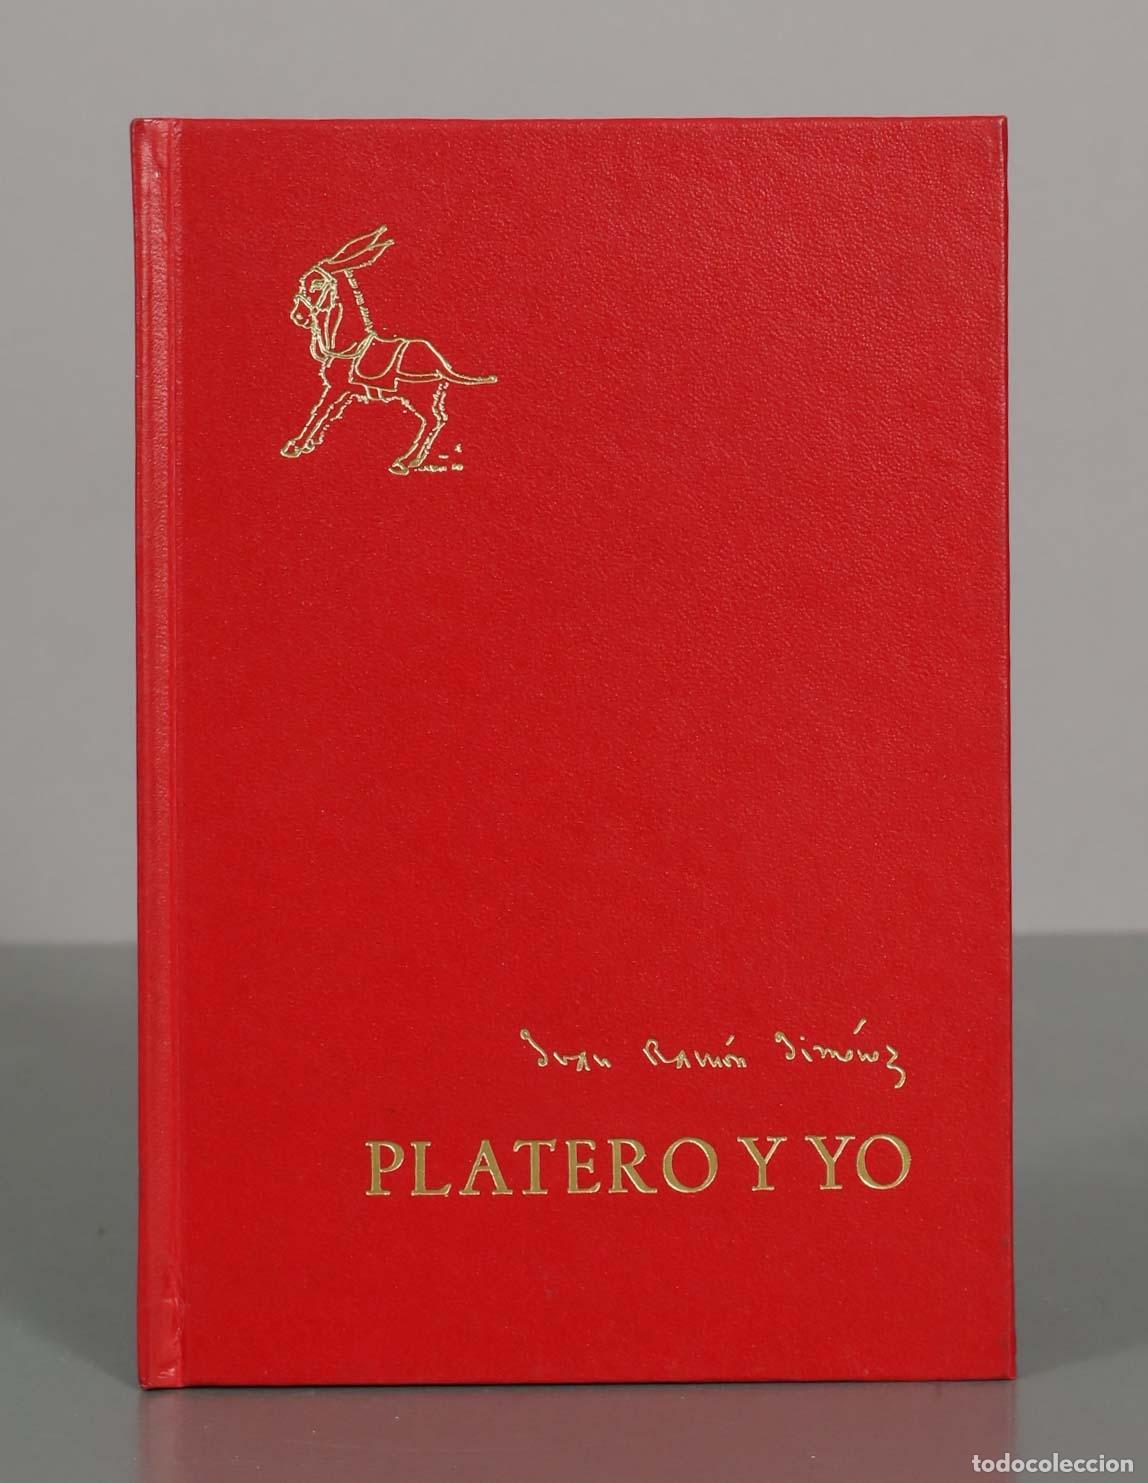 Juan Ramón Jiménez
PLATERO Y YO
todocoleccion